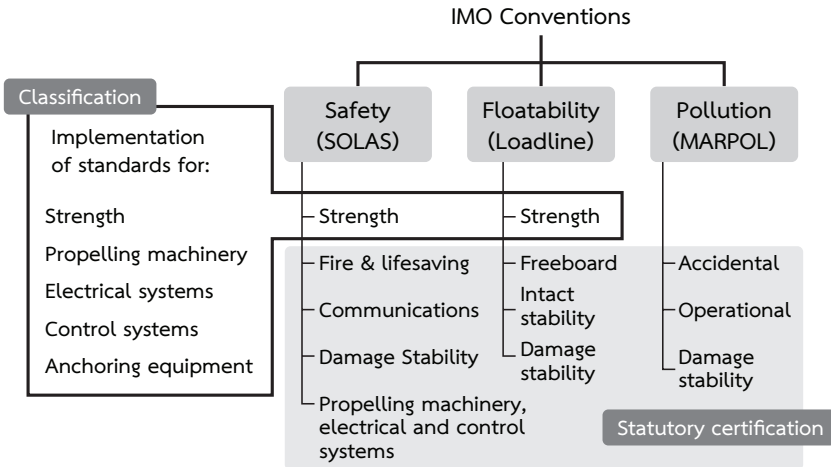 IMO Conventions
Classification
Implementation
of standards for:
Strength
Propelling machinery
Electrical systems
Control systems
Anchoring equipment
Safety
(SOLAS)
Strength
Fire & lifesaving
Communications
Damage Stability
Propelling machinery,
electrical and control
systems
Floatability
(Loadline)
Strength
Freeboard
Intact
stability
Damage
stability
Pollution
(MARPOL)
Accidental
Operational
Damage
stability
Statutory certification